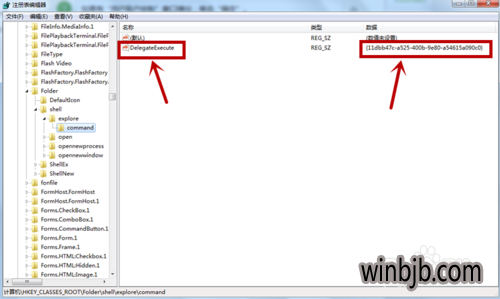 注册表编辑器
文件(F) 编辑(E) 查看(V) 收藏夹(A) 帮助(H)
FileInfo.MediaInfo.1
FilePlaybackTerminal.FileP
FilePlaybackTerminal.FileP
FileType
Flash Video
FlashFactory.FlashFactory
FlashFactory.FlashFactory.1
Folder
DefaultIcon
shell
explore
command
open
opennewprocess
opennewwindow
ShellEx
ShellNew
fonfile
FormHost.FormHost
FormHost.FormHost.1
Forms.CheckBox.1
Forms.ComboBox.1
Forms.CommandButton.1
Forms.Form.1
Forms.Frame.1
Forms.HTML:Checkbox.1
Forms.HTML:Hidden.1
Forms.HTML:Image.1
名称 类型 数据
(默认) REG_SZ (数值未设置)
DelegateExecute REG_SZ {11dbb47c-a525-400b-9e80-a54615a090c0}
winbjb.com
计算机\HKEY_CLASSES_ROOT\Folder\shell\explore\command